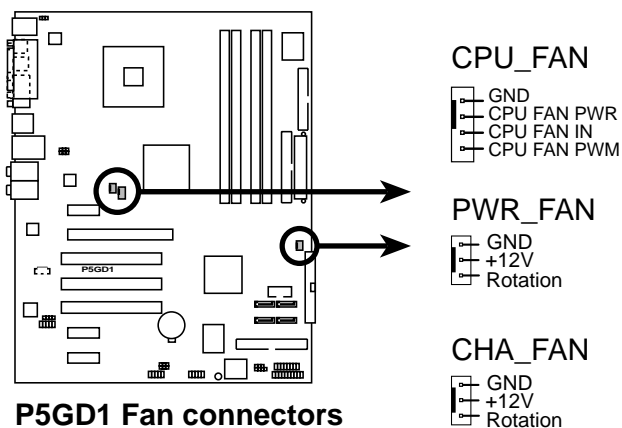 CPU_FAN
GND
CPU FAN PWR
CPU FAN IN
CPU FAN PWM
PWR_FAN
GND
+12V
Rotation
P5GD1
CHA_FAN
GND
+12V
Rotation
P5GD1 Fan connectors